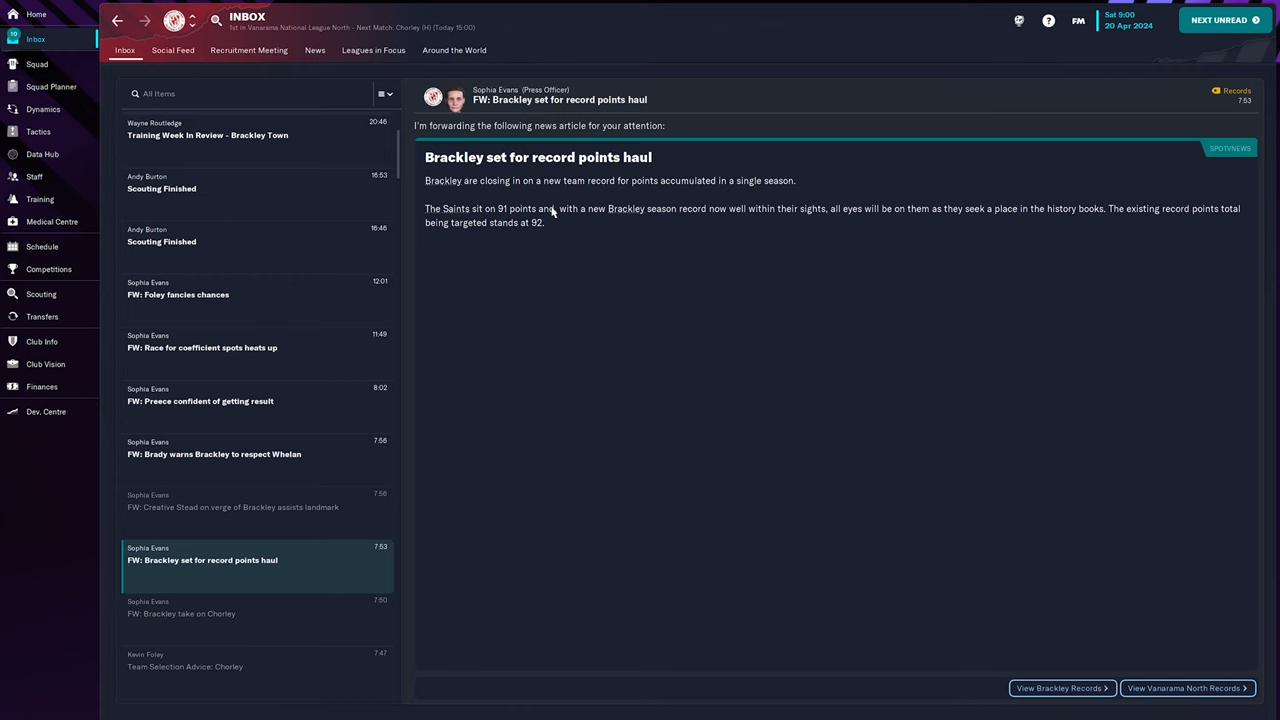 Home
10
Inbox
Squad
Squad Planner
Dynamics
Tactics
Data Hub
Staff
Training
Medical Centre
Schedule
Competitions
Scouting
Transfers
Club Info
Club Vision
Finances
Dev. Centre
INBOX
1st in Vanarama National League North - Next Match: Chorley (H) (Today 15:00)
FM
Sat 9:00
20 Apr 2024
NEXT UNREAD
Inbox
Social Feed
Recruitment Meeting
News
Leagues in Focus
Around the World
All Items
Wayne Routledge 20:46
Training Week In Review - Brackley Town
Andy Burton 16:53
Scouting Finished
Andy Burton 16:46
Scouting Finished
Sophia Evans 12:01
FW: Foley fancies chances
Sophia Evans 11:49
FW: Race for coefficient spots heats up
Sophia Evans 8:02
FW: Preece confident of getting result
Sophia Evans 7:56
FW: Brady warns Brackley to respect Whelan
Sophia Evans 7:56
FW: Creative Stead on verge of Brackley assists landmark
Sophia Evans 7:53
FW: Brackley set for record points haul
Sophia Evans 7:50
FW: Brackley take on Chorley
Kevin Foley 7:47
Team Selection Advice: Chorley
Sophia Evans (Press Officer)
FW: Brackley set for record points haul
Records
7:53
I'm forwarding the following news article for your attention:
SPOTVNEWS
Brackley set for record points haul
Brackley are closing in on a new team record for points accumulated in a single season.
The Saints sit on 91 points and, with a new Brackley season record now well within their sights, all eyes will be on them as they seek a place in the history books. The existing record points total
being targeted stands at 92.
View Brackley Records
View Vanarama North Records